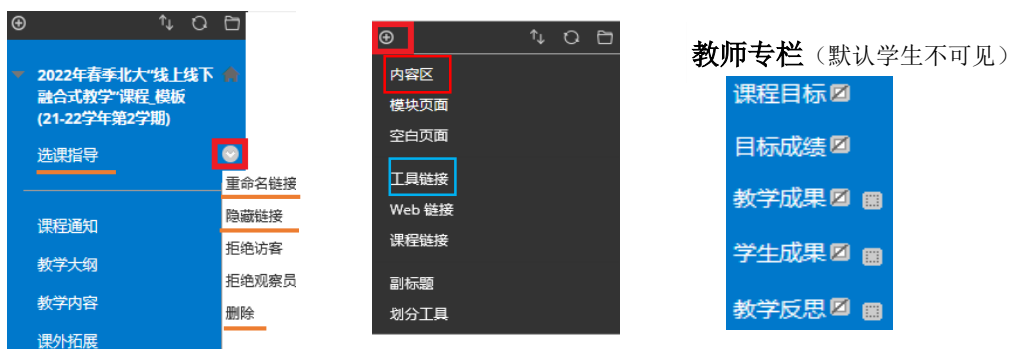 2022年春季北大“线上线下
融合式教学”课程_模板
(21-22学年第2学期)
选课指导
重命名链接
隐藏链接
拒绝访客
拒绝观察员
删除
课程通知
教学大纲
教学内容
课外拓展
内容区
模块页面
空白页面
工具链接
Web 链接
课程链接
副标题
划分工具
教师专栏（默认学生不可见）
课程目标
目标成绩
教学成果
学生成果
教学反思